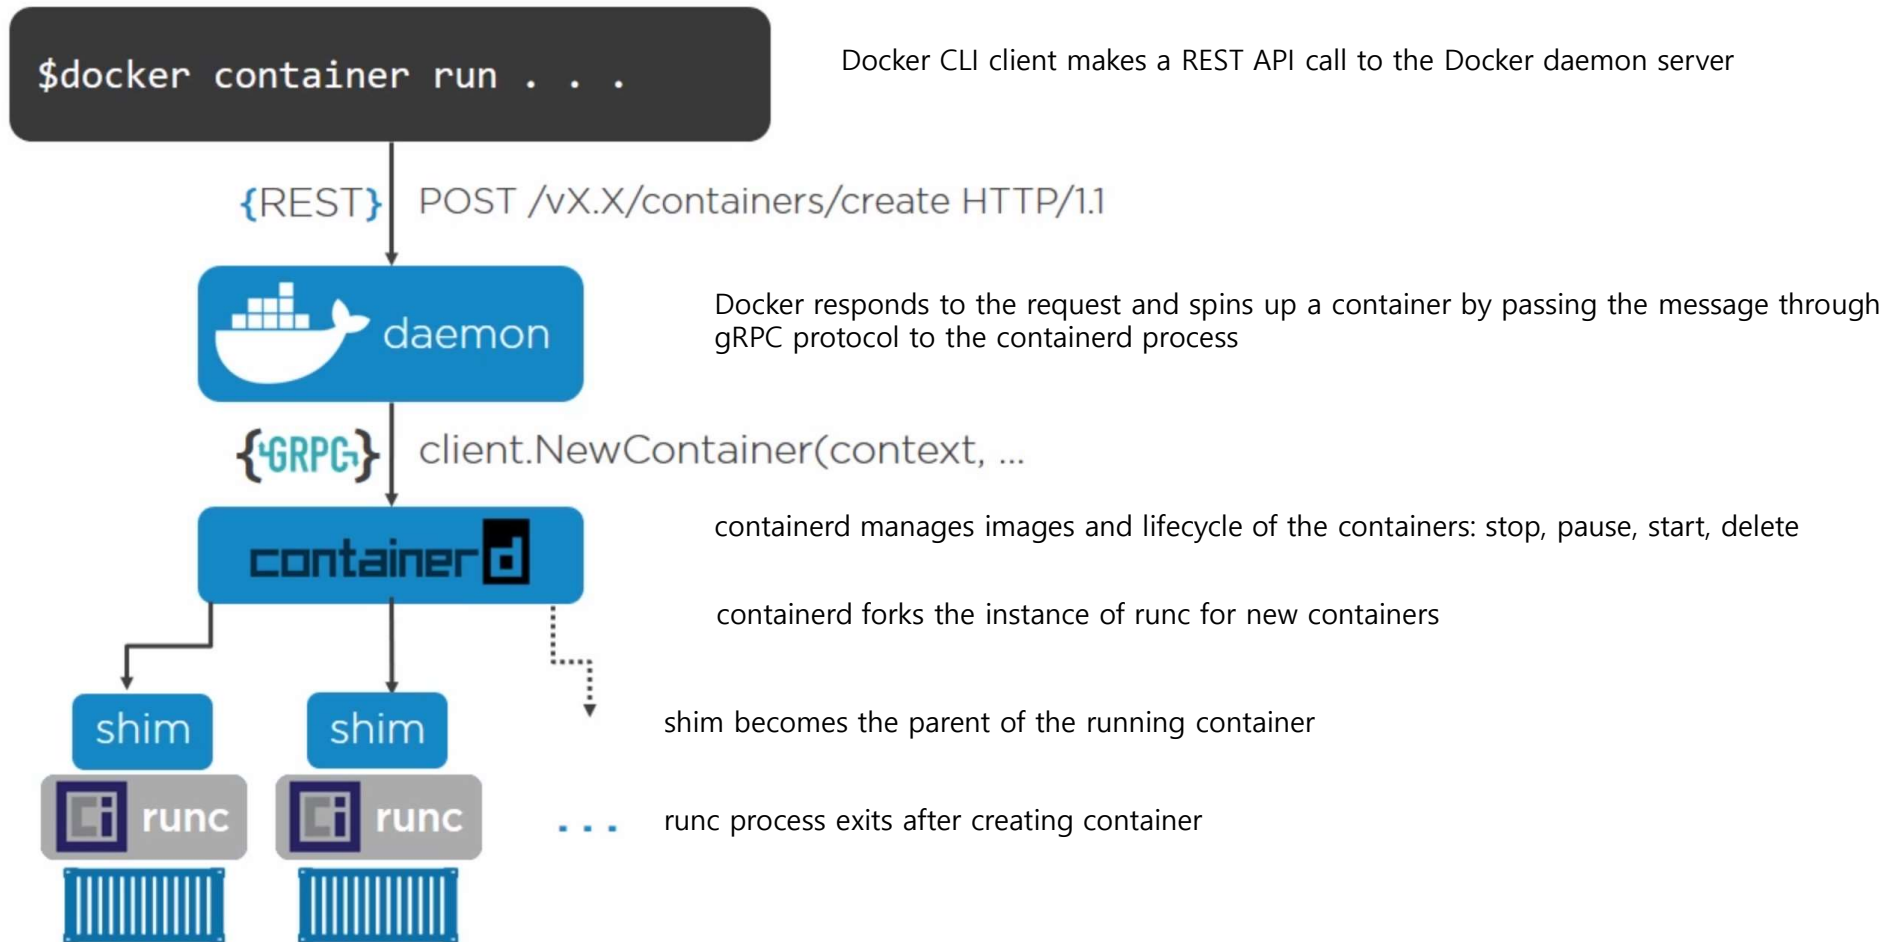 $docker container run . . .
Docker CLI client makes a REST API call to the Docker daemon server
{REST} POST /vX.X/containers/create HTTP/1.1
daemon
Docker responds to the request and spins up a container by passing the message through
gRPC protocol to the containerd process
{GRPC} client.NewContainer(context, ...
containerd
containerd manages images and lifecycle of the containers: stop, pause, start, delete
containerd forks the instance of runc for new containers
shim shim
shim becomes the parent of the running container
runc runc . . .
runc process exits after creating container